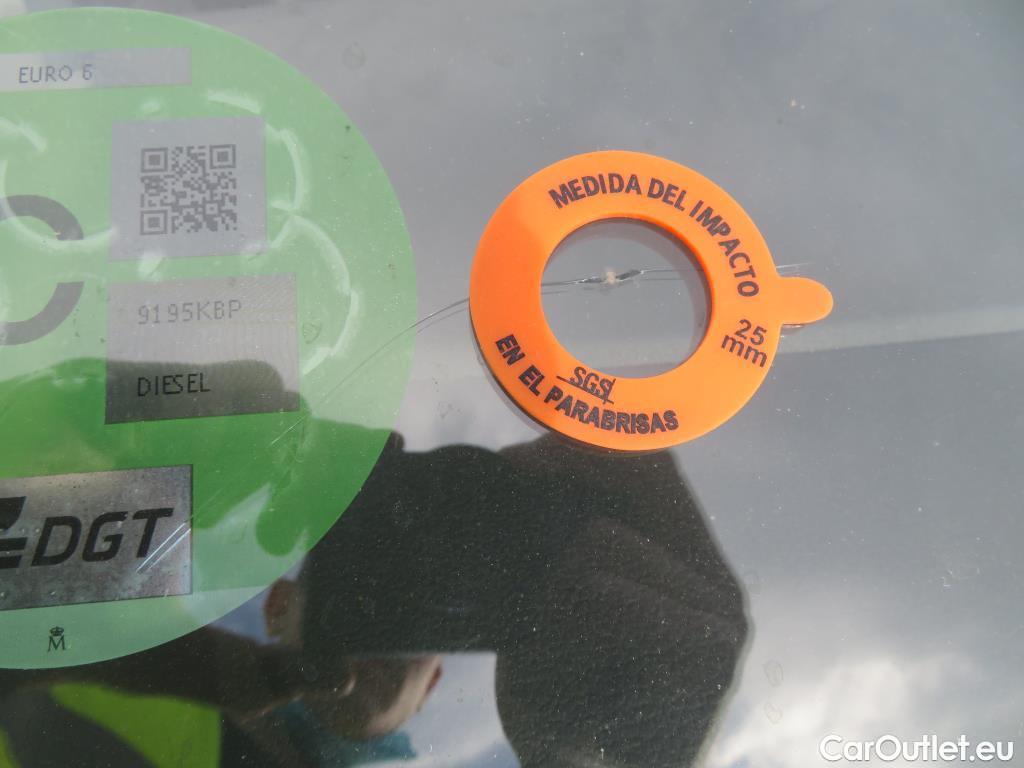 EURO 6
C
9195KBP
DIESEL
DGT
M
MEDIDA DEL IMPACTO
25
mm
SGS
EN EL PARABRISAS
CarOutlet.eu